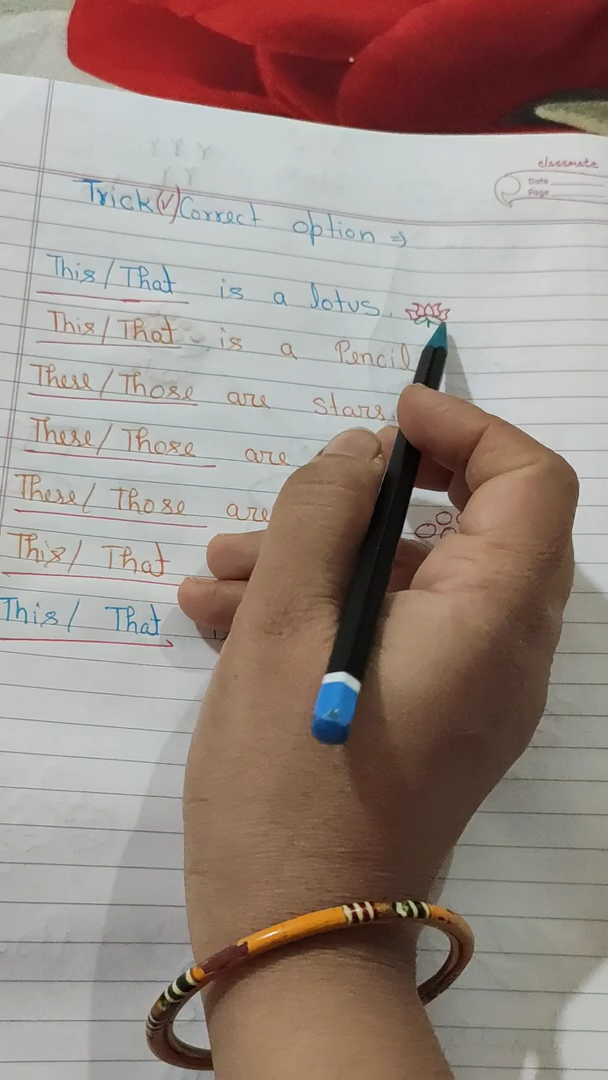 classmate
Date
Page
Trick(✓)Correct option ⇒
This/That is a lotus.
This/That is a Pencil
These/Those are stars.
These/Those are
These/Those are
This/That
This/That